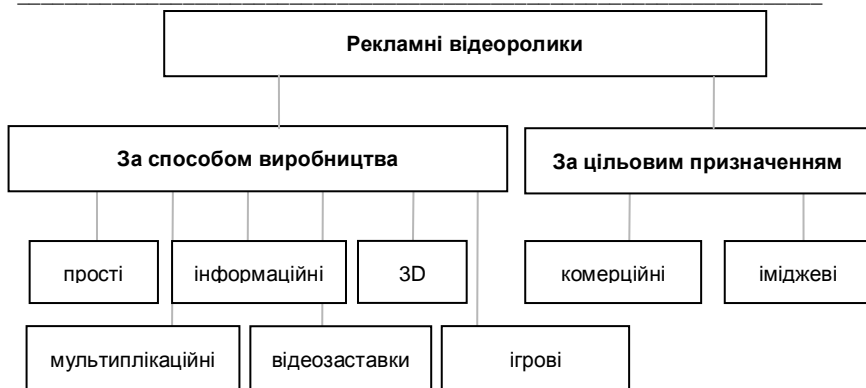 Рекламні відеоролики
За способом виробництва
За цільовим призначенням
прості
інформаційні
3D
комерційні
іміджеві
мультиплікаційні
відеозаставки
ігрові